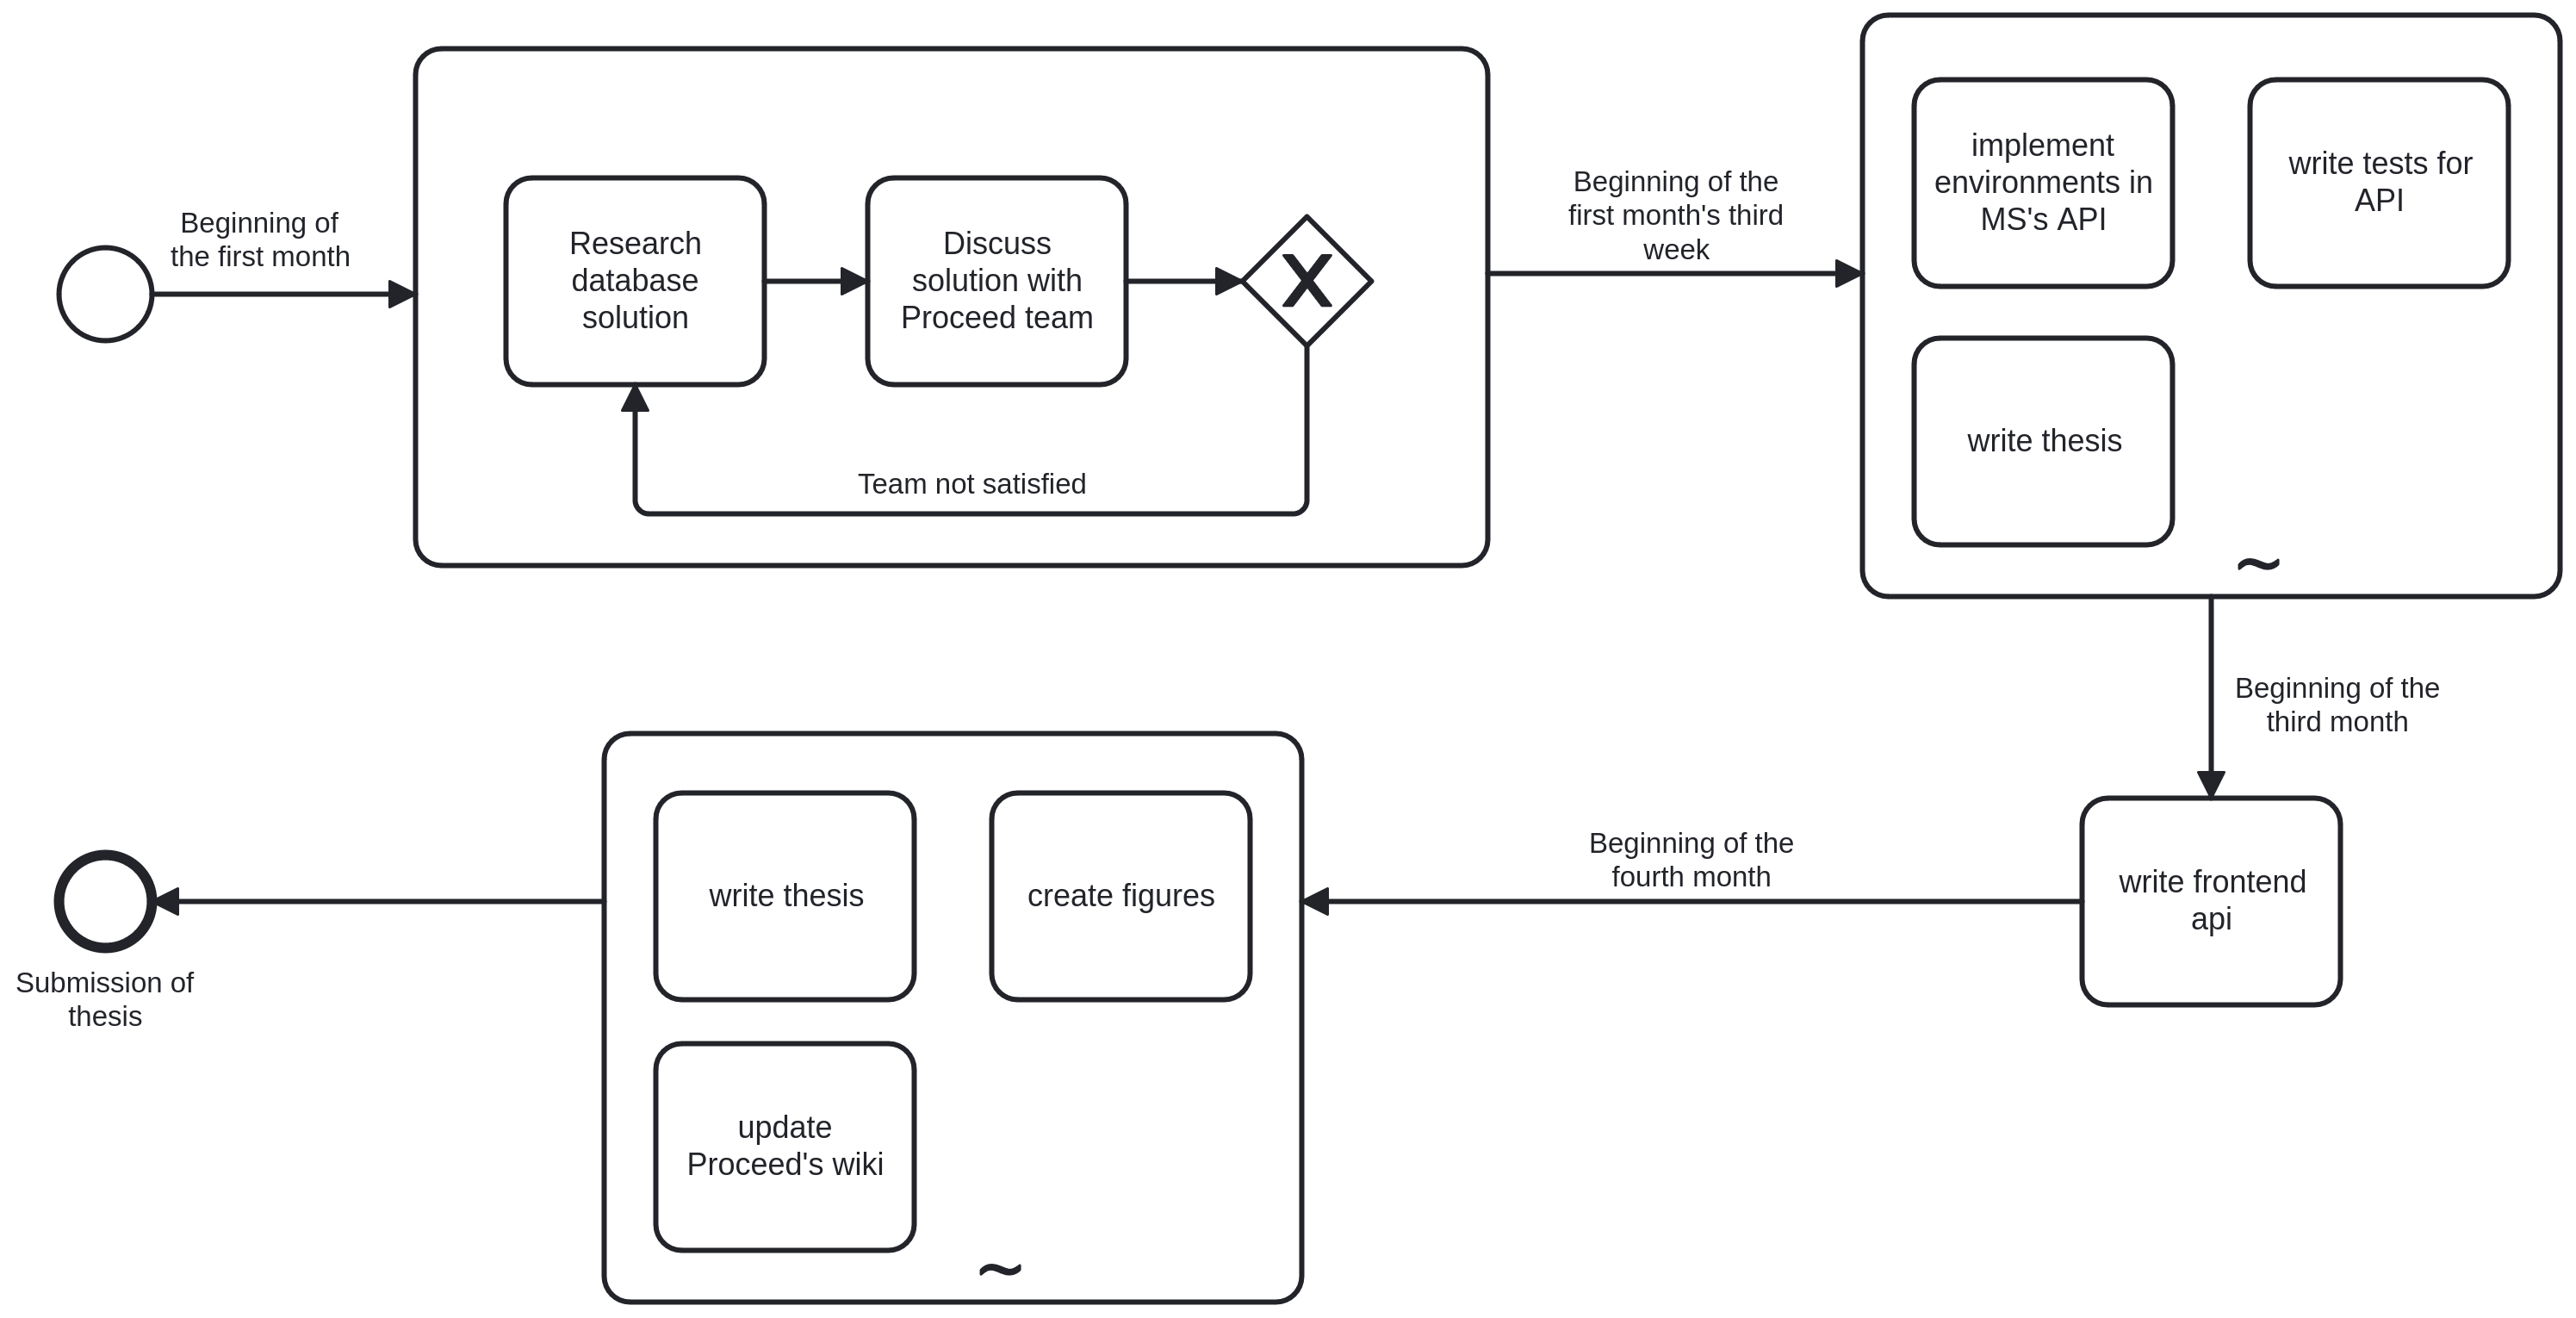 Beginning of
the first month
Research
database
solution
Discuss
solution with
Proceed team
X
Team not satisfied
Beginning of the
first month's third
week
implement
environments in
MS's API
write tests for
API
write thesis
~
Beginning of the
third month
write frontend
api
Beginning of the
fourth month
write thesis
create figures
update
Proceed's wiki
~
Submission of
thesis